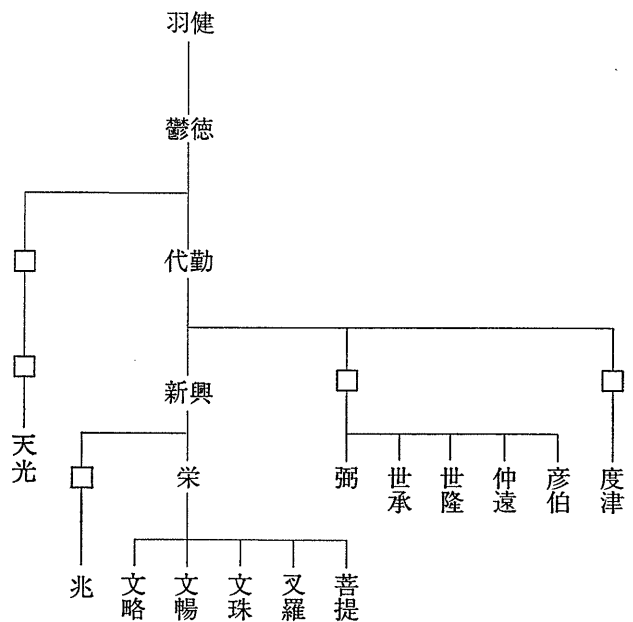 羽健
鬱徳
代勤
新興
天光
栄
弼
世承
世隆
仲遠
彦伯
度津
兆
文略
文暢
文珠
叉羅
菩提